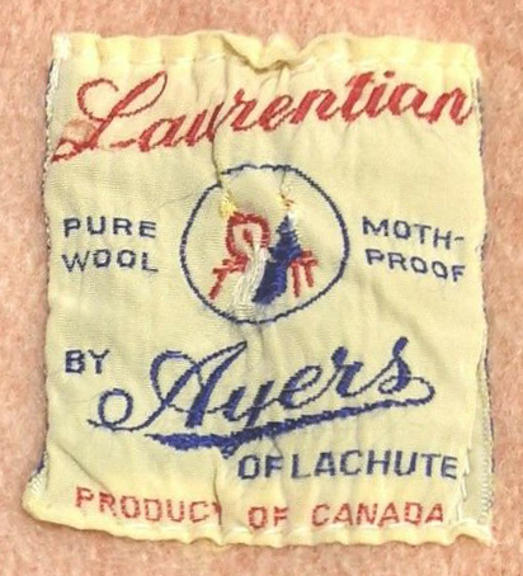 Laurentian
PURE WOOL
MOTH-PROOF
BY Ayers
OF LACHUTE
PRODUCT OF CANADA